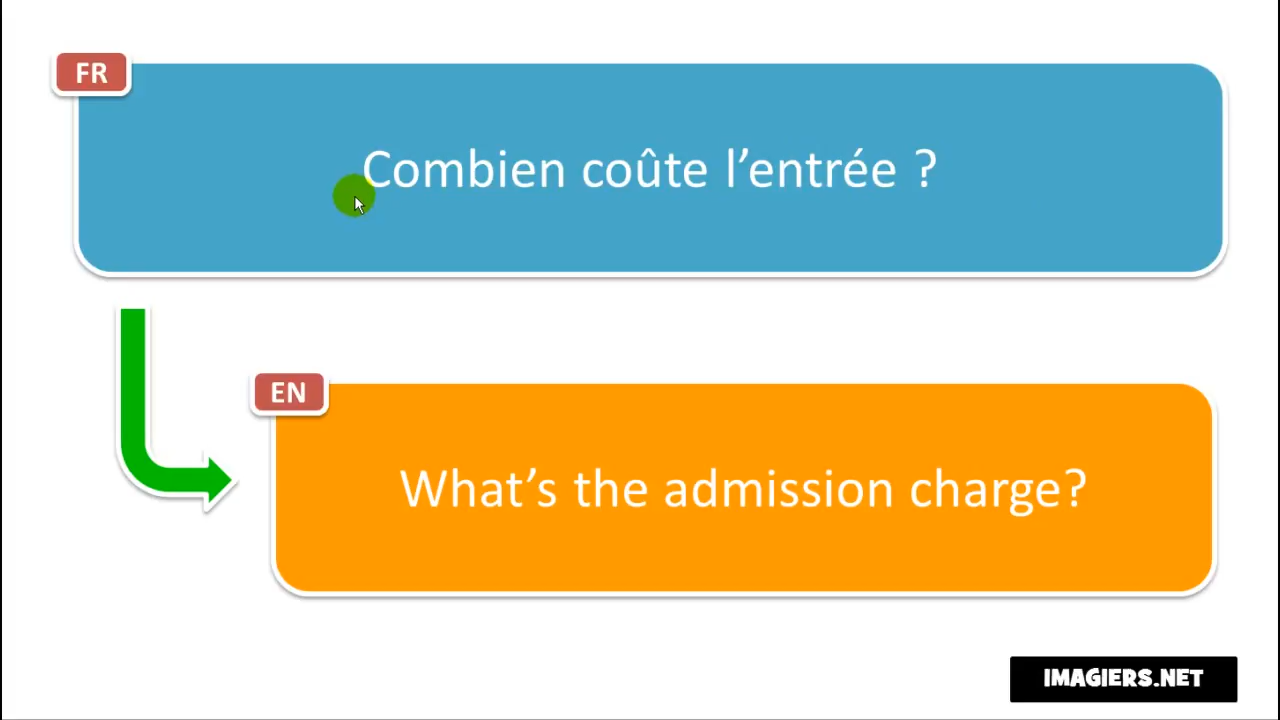 FR
Combien coûte l’entrée ?
EN
What’s the admission charge?
IMAGIERS.NET